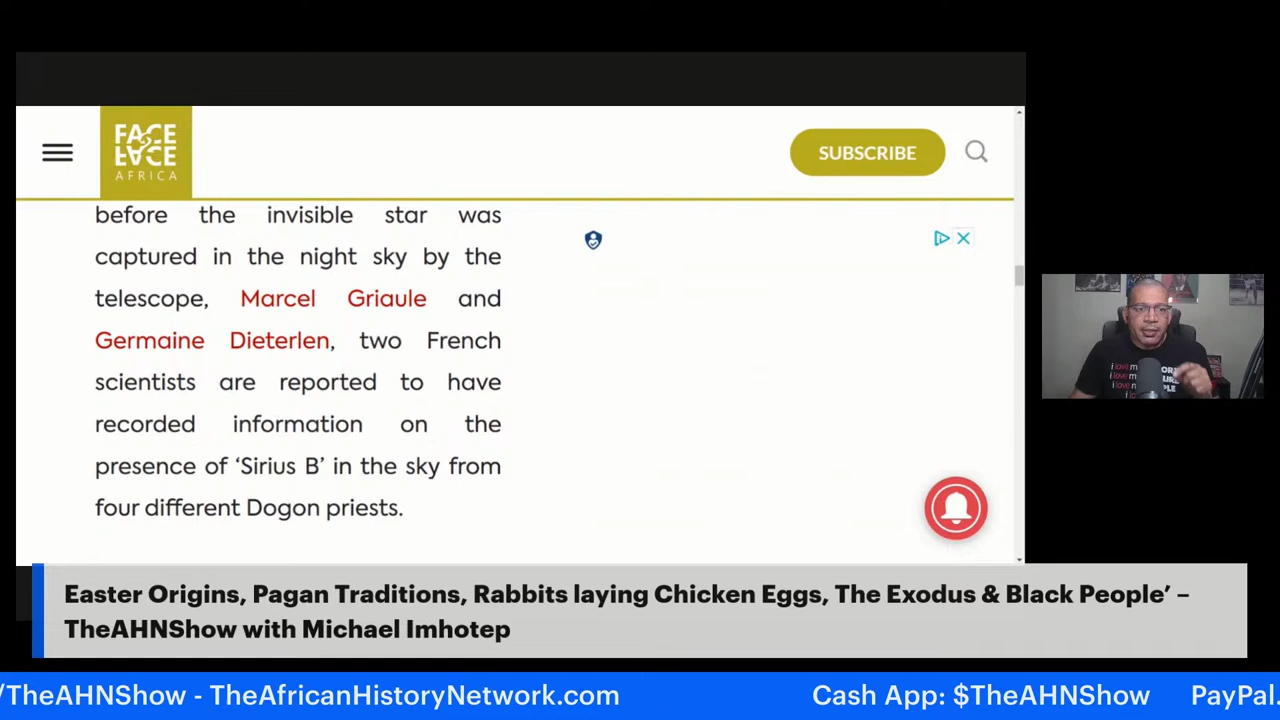 FACE
2
FACE
AFRICA
SUBSCRIBE
before the invisible star was
captured in the night sky by the
telescope, Marcel Griaule and
Germaine Dieterlen, two French
scientists are reported to have
recorded information on the
presence of ‘Sirius B’ in the sky from
four different Dogon priests.
Easter Origins, Pagan Traditions, Rabbits laying Chicken Eggs, The Exodus & Black People’ –
TheAHNShow with Michael Imhotep
/TheAHNShow - TheAfricanHistoryNetwork.com Cash App: $TheAHNShow PayPal.